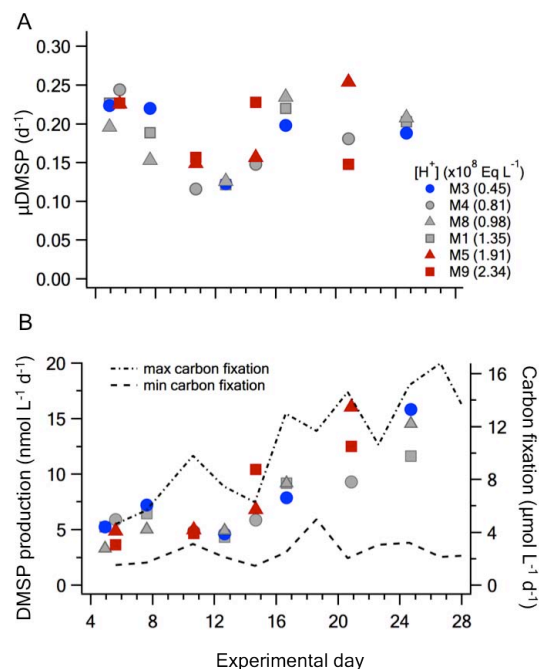 A
0.30
0.25
0.20
0.15
0.10
0.05
0.00
μDMSP (d⁻¹)
[H⁺] (x10⁸ Eq L⁻¹)
M3 (0.45)
M4 (0.81)
M8 (0.98)
M1 (1.35)
M5 (1.91)
M9 (2.34)
B
max carbon fixation
min carbon fixation
20
15
10
5
0
DMSP production (nmol L⁻¹ d⁻¹)
16
12
8
4
0
Carbon fixation (μmol L⁻¹ d⁻¹)
4 8 12 16 20 24 28
Experimental day